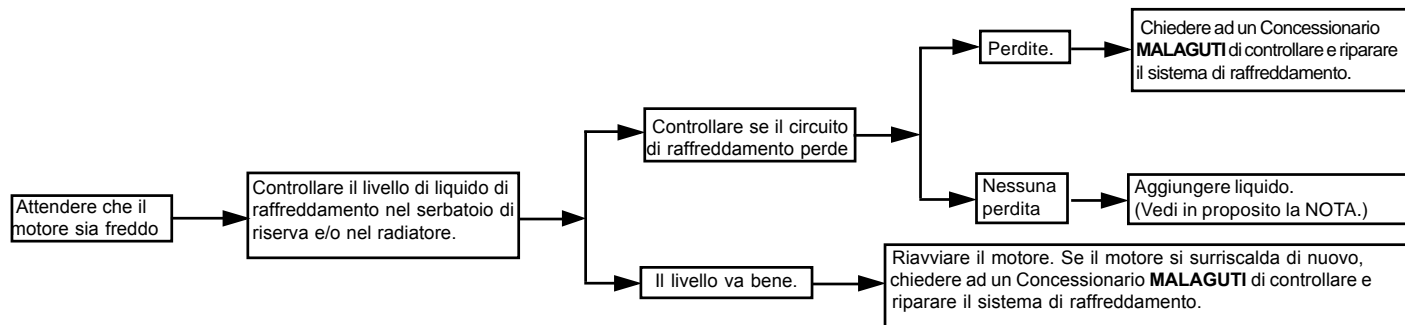 Attendere che il
motore sia freddo
Controllare il livello di liquido di
raffreddamento nel serbatoio di
riserva e/o nel radiatore.
Controllare se il circuito
di raffreddamento perde
Perdite.
Chiedere ad un Concessionario
MALAGUTI di controllare e riparare
il sistema di raffreddamento.
Nessuna
perdita
Aggiungere liquido.
(Vedi in proposito la NOTA.)
Il livello va bene.
Riavviare il motore. Se il motore si surriscalda di nuovo,
chiedere ad un Concessionario MALAGUTI di controllare e
riparare il sistema di raffreddamento.